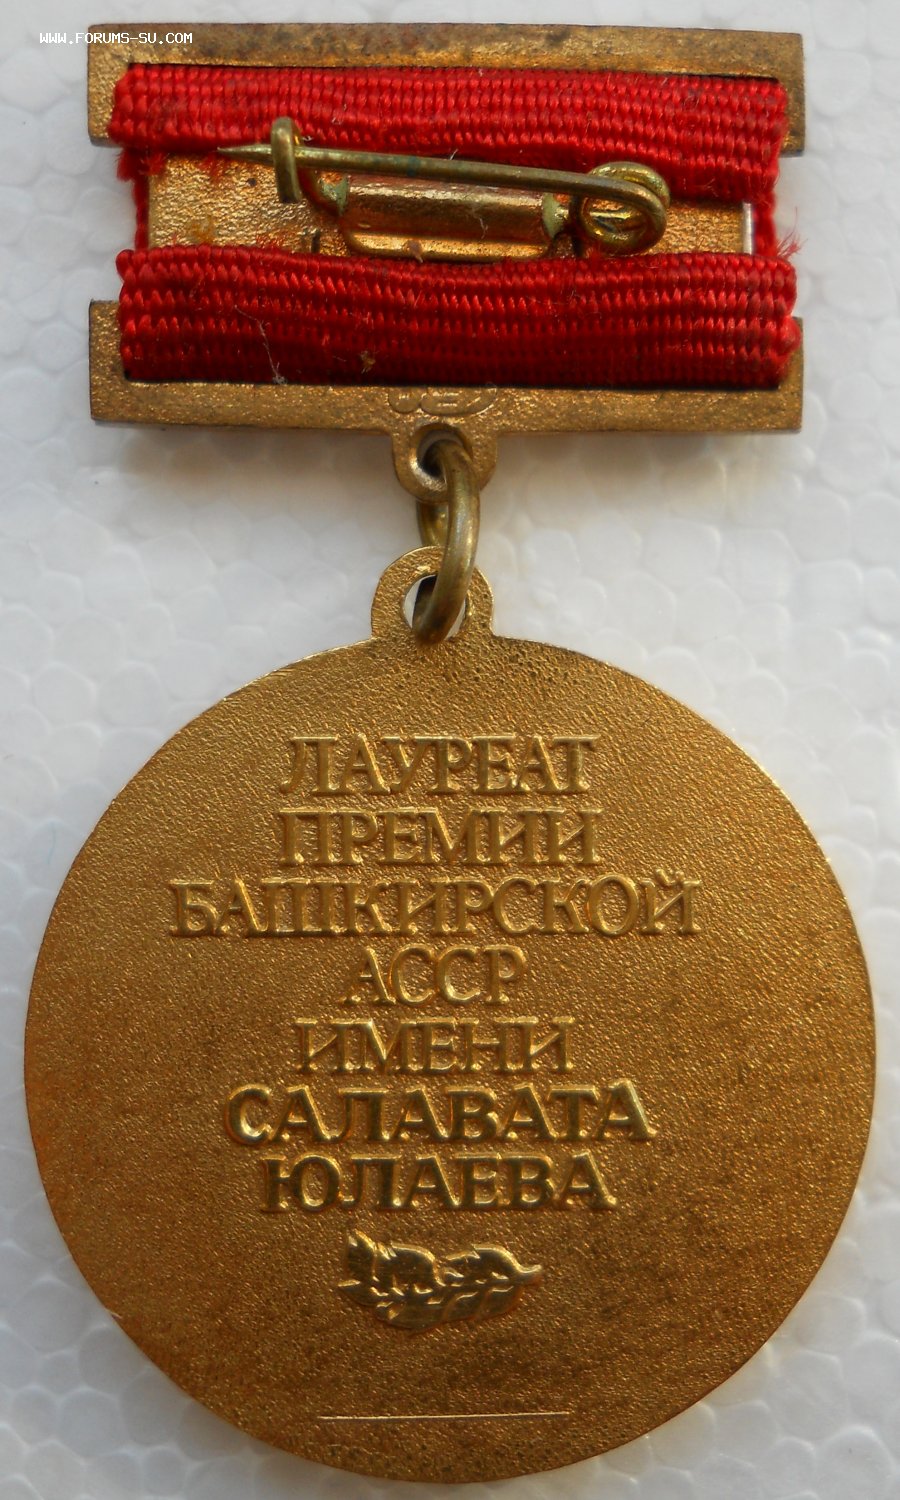 WWW.FORUMS-SU.COM
ЛАУРЕАТ
ПРЕМИИ
БАШКИРСКОЙ
АССР
ИМЕНИ
САЛАВАТА
ЮЛАЕВА